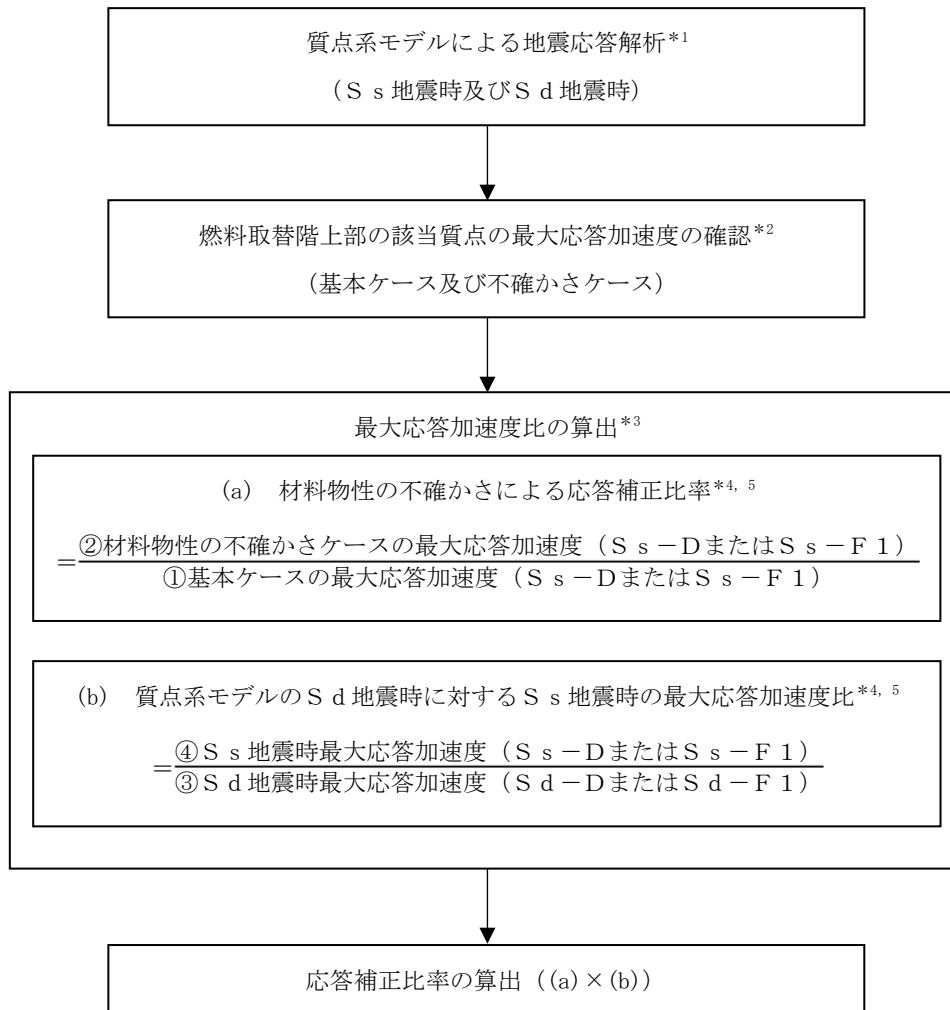 質点系モデルによる地震応答解析*1
（Ｓｓ地震時及びＳｄ地震時）
燃料取替階上部の該当質点の最大応答加速度の確認*2
（基本ケース及び不確かさケース）
最大応答加速度比の算出*3
(a) 材料物性の不確かさによる応答補正比率*4, 5
②材料物性の不確かさケースの最大応答加速度（Ｓｓ－ＤまたはＳｓ－Ｆ１）
=
①基本ケースの最大応答加速度（Ｓｓ－ＤまたはＳｓ－Ｆ１）
(b) 質点系モデルのＳｄ地震時に対するＳｓ地震時の最大応答加速度比*4, 5
④Ｓｓ地震時最大応答加速度（Ｓｓ－ＤまたはＳｓ－Ｆ１）
=
③Ｓｄ地震時最大応答加速度（Ｓｄ－ＤまたはＳｄ－Ｆ１）
応答補正比率の算出（(a)×(b)）